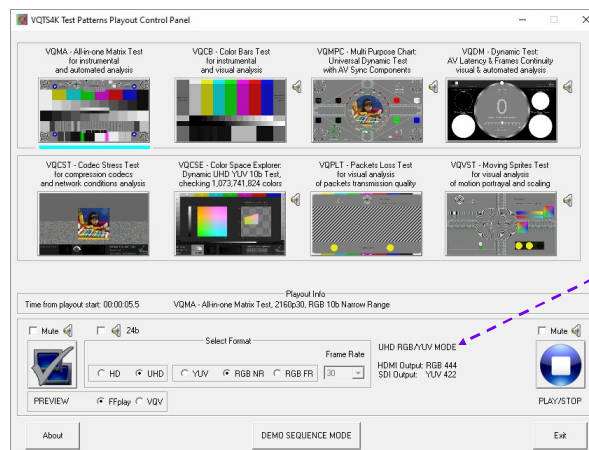 VQTS4K Test Patterns Playout Control Panel
VQMA - All-in-one Matrix Test
for instrumental
and automated analysis
VQCB - Color Bars Test
for instrumental
and visual analysis
VQMPC - Multi Purpose Chart:
Universal Dynamic Test
with AV Sync Components
VQDM - Dynamic Test:
AV Latency & Frames Continuity
visual & automated analysis
0
VQCST - Codec Stress Test
for compression codecs
and network conditions analysis
VQCSE - Color Space Explorer:
Dynamic UHD YUV 10b Test,
checking 1,073,741,824 colors
VQPLT - Packets Loss Test
for visual analysis
of packets transmission quality
VQVST - Moving Sprites Test
for visual analysis
of motion portrayal and scaling
Playout Info
Time from playout start: 00:00:05.5 VQMA - All-in-one Matrix Test, 2160p30, RGB 10b Narrow Range
Mute
24b
Select Format
Frame Rate
HD UHD YUV RGB NR RGB FR 30
UHD RGB/YUV MODE
HDMI Output: RGB 444
SDI Output: YUV 422
Mute
PREVIEW
FFplay VQV
PLAY/STOP
About
DEMO SEQUENCE MODE
Exit